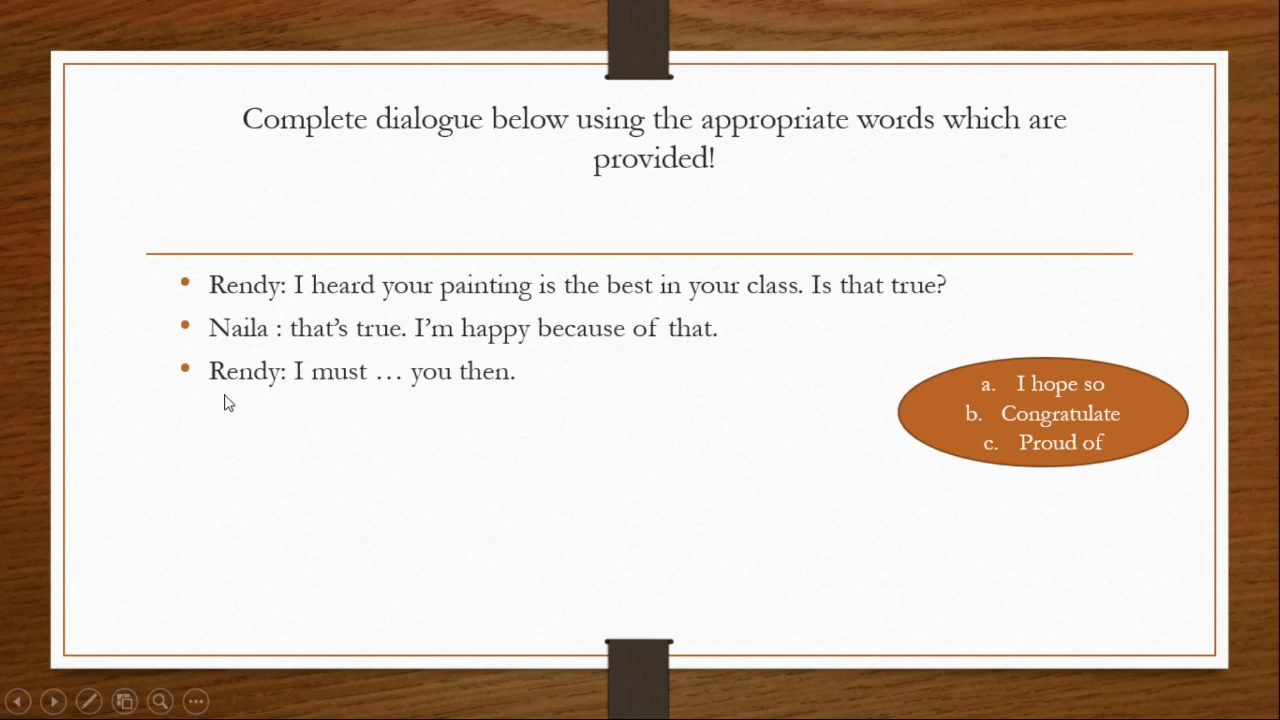 Complete dialogue below using the appropriate words which are
provided!
• Rendy: I heard your painting is the best in your class. Is that true?
• Naila : that’s true. I’m happy because of that.
• Rendy: I must … you then.
a. I hope so
b. Congratulate
c. Proud of